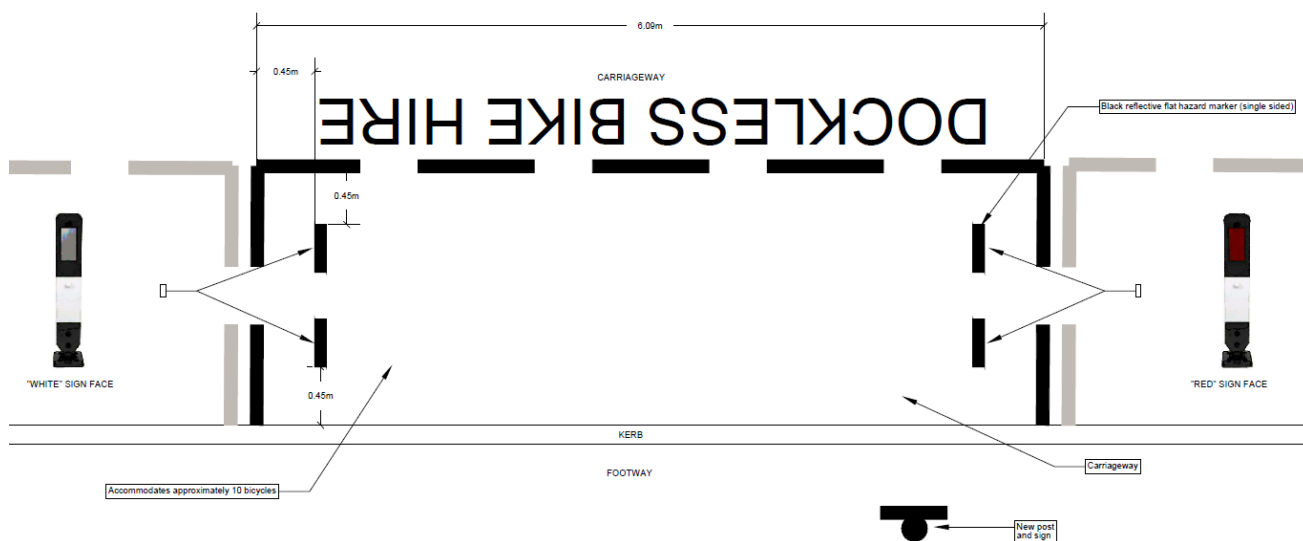 6.09m
0.45m
CARRIAGEWAY
DOCKLESS BIKE HIRE
Black reflective flat hazard marker (single sided)
0.45m
"WHITE" SIGN FACE
"RED" SIGN FACE
0.45m
KERB
Carriageway
FOOTWAY
Accommodates approximately 10 bicycles
New post
and sign